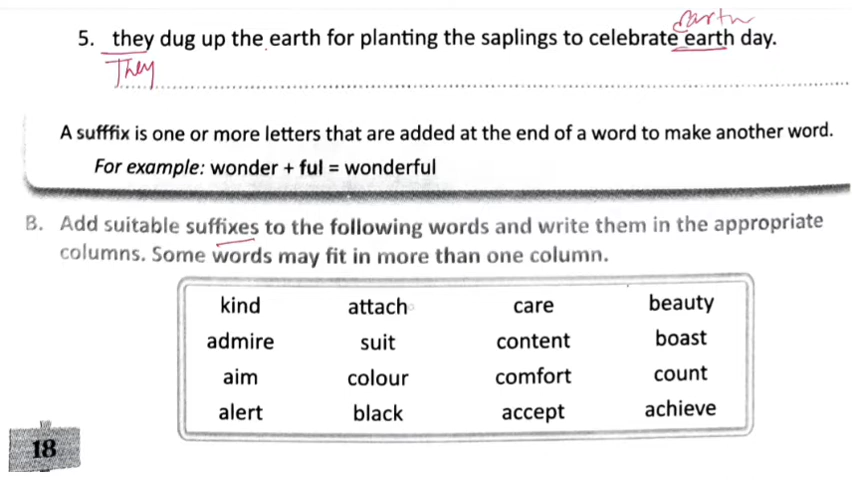 earth
5. they dug up the earth for planting the saplings to celebrate earth day.
They
A sufffix is one or more letters that are added at the end of a word to make another word.
For example: wonder + ful = wonderful
B. Add suitable suffixes to the following words and write them in the appropriate
columns. Some words may fit in more than one column.
kind attach care beauty
admire suit content boast
aim colour comfort count
alert black accept achieve
18